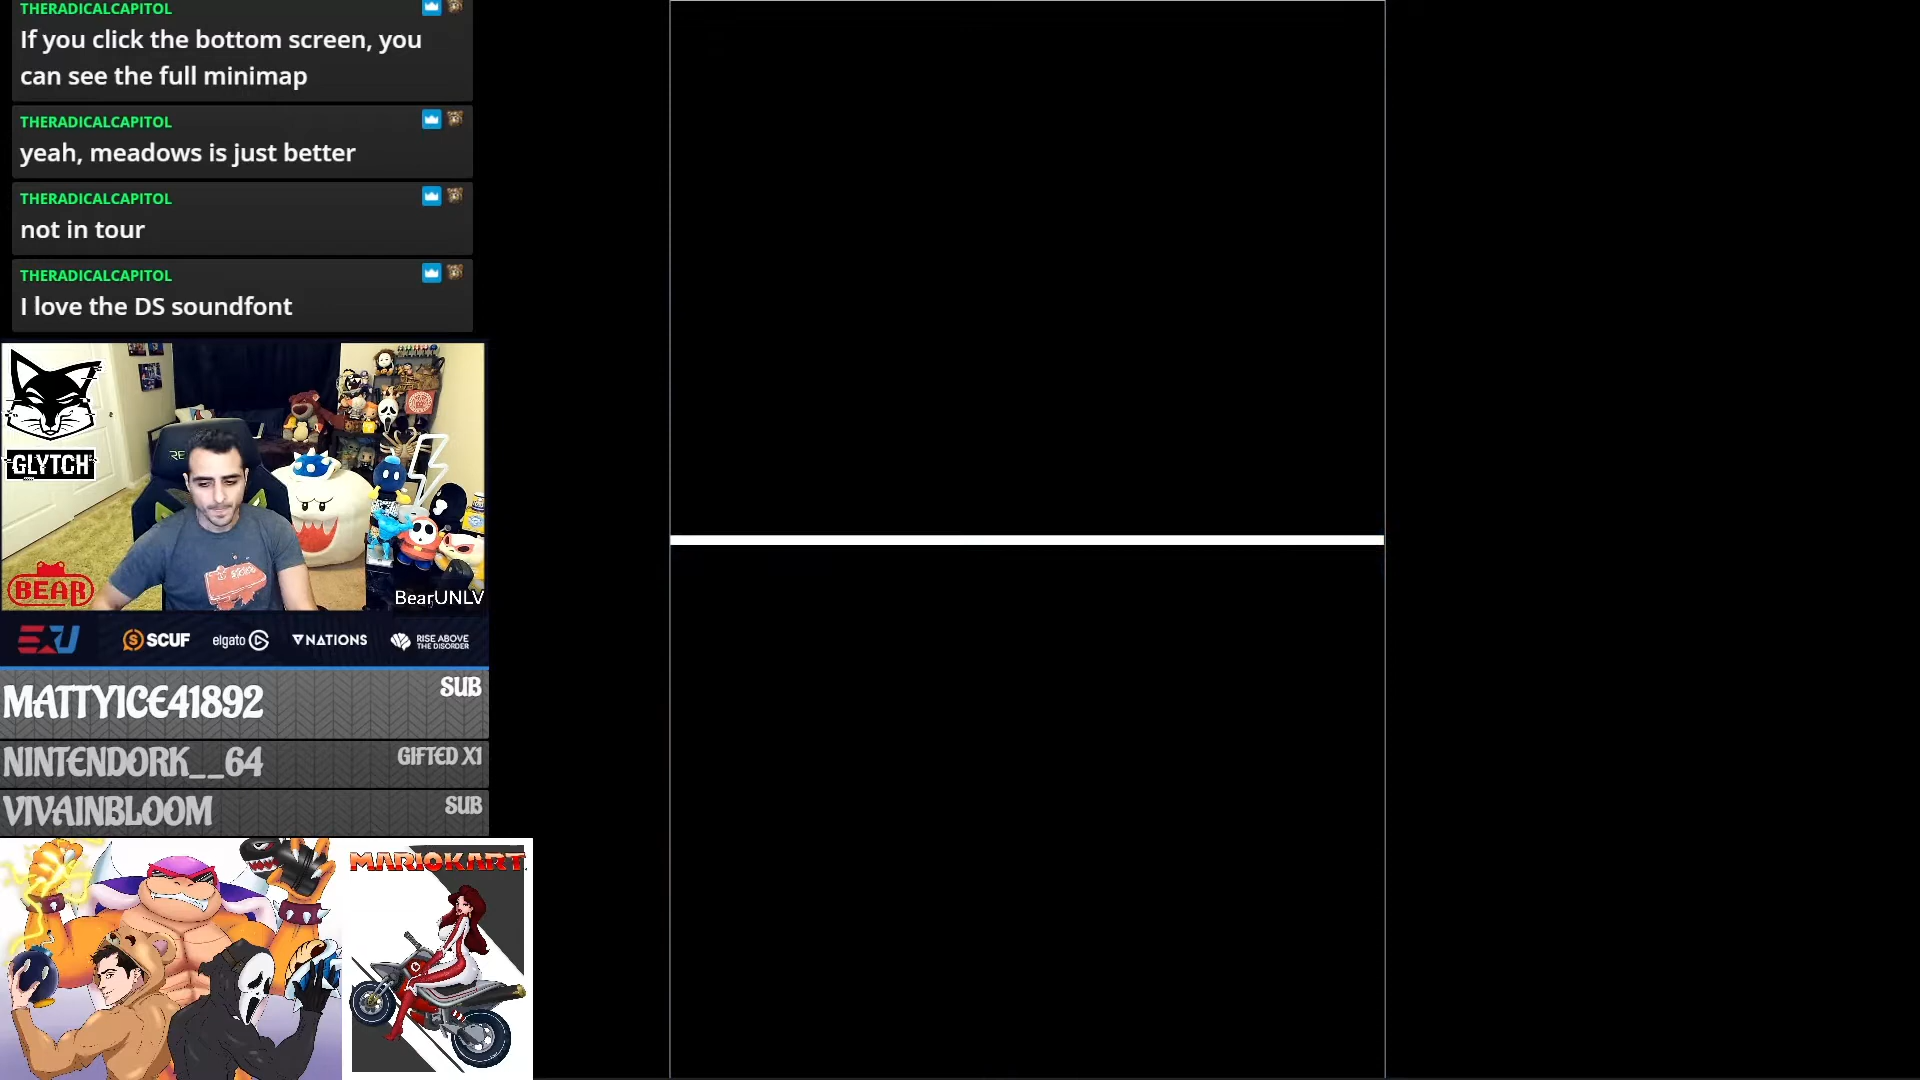 THERADICALCAPITOL
If you click the bottom screen, you
can see the full minimap
THERADICALCAPITOL
yeah, meadows is just better
THERADICALCAPITOL
not in tour
THERADICALCAPITOL
I love the DS soundfont
GLYTCH
BEAR
BearUNLV
EXU
SCUF
elgato
NATIONS
RISE ABOVE
THE DISORDER
MATTYICE41892 SUB
NINTENDORK__64 GIFTED X1
VIVAINBLOOM SUB
MARIOKART